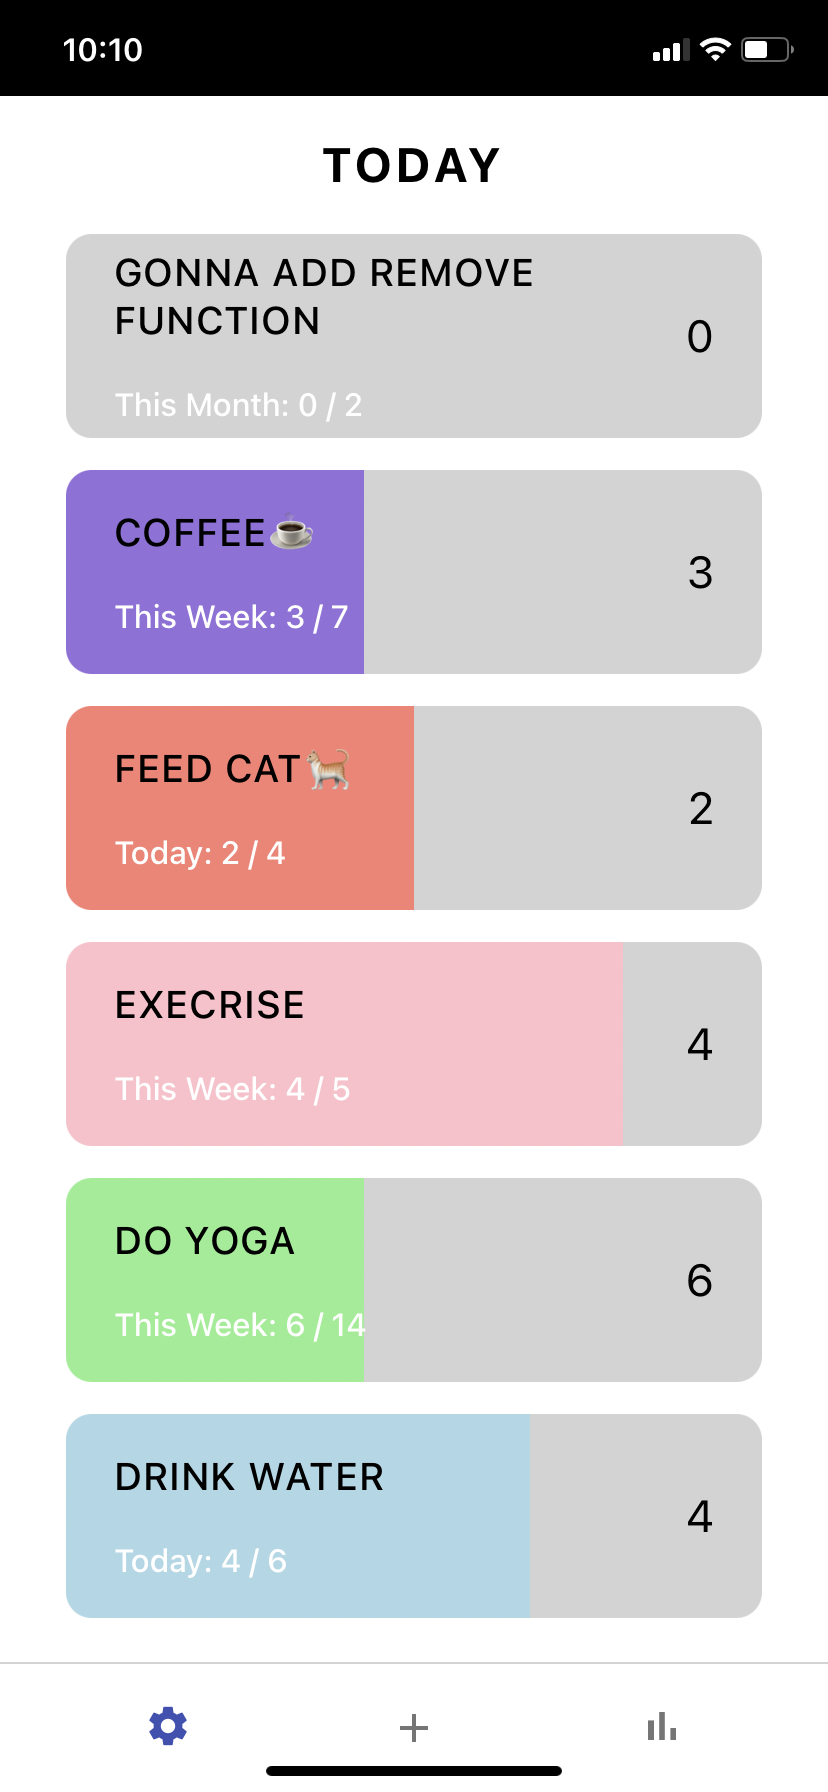 10:10
TODAY
GONNA ADD REMOVE
FUNCTION
0
This Month: 0 / 2
COFFEE☕
3
This Week: 3 / 7
FEED CAT🐈
2
Today: 2 / 4
EXECRISE
4
This Week: 4 / 5
DO YOGA
6
This Week: 6 / 14
DRINK WATER
4
Today: 4 / 6